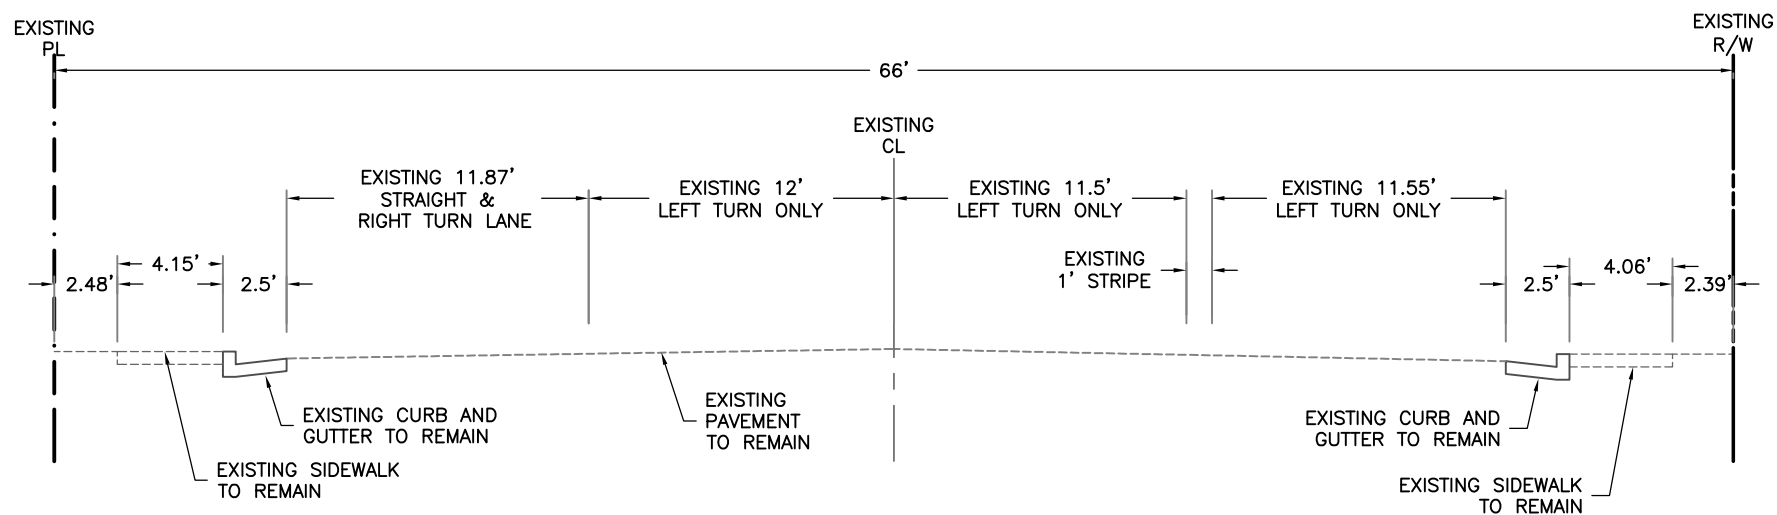 EXISTING
PL
EXISTING
R/W
66'
EXISTING
CL
EXISTING 11.87'
STRAIGHT &
RIGHT TURN LANE
EXISTING 12'
LEFT TURN ONLY
EXISTING 11.5'
LEFT TURN ONLY
EXISTING 11.55'
LEFT TURN ONLY
2.48'
4.15'
2.5'
EXISTING
1' STRIPE
2.5'
4.06'
2.39'
EXISTING CURB AND
GUTTER TO REMAIN
EXISTING SIDEWALK
TO REMAIN
EXISTING
PAVEMENT
TO REMAIN
EXISTING CURB AND
GUTTER TO REMAIN
EXISTING SIDEWALK
TO REMAIN